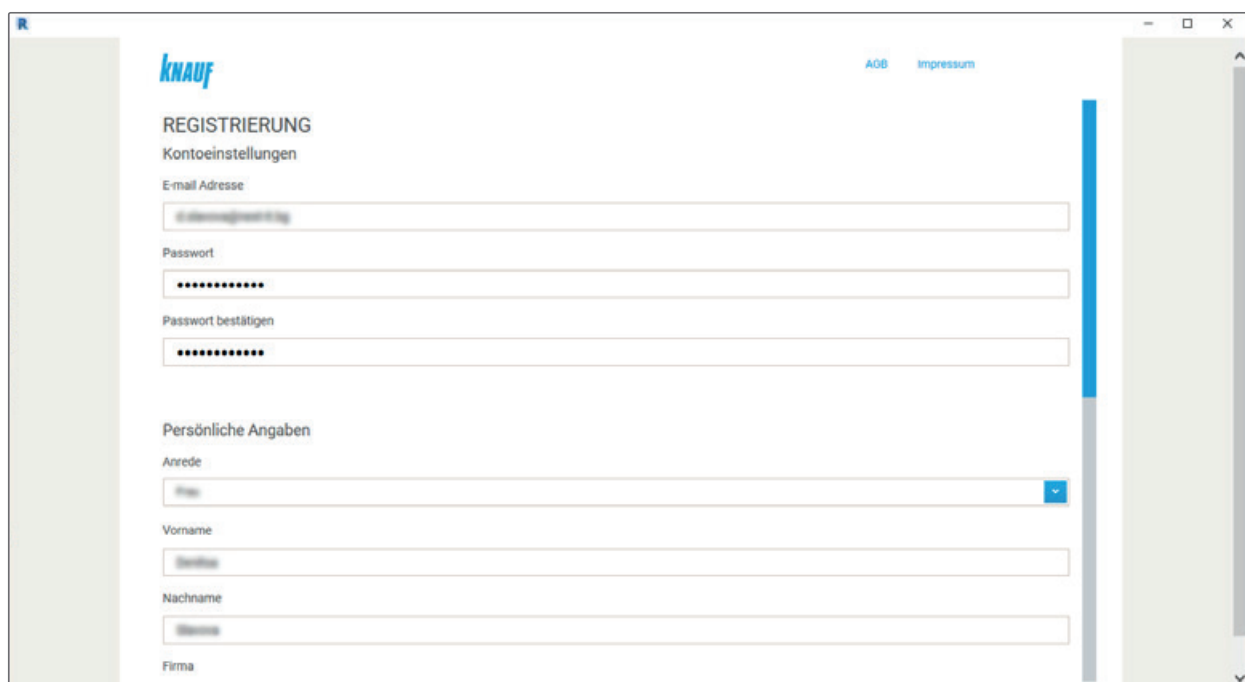 R
KNAUF
AGB Impressum
REGISTRIERUNG
Kontoeinstellungen
E-mail Adresse
Passwort
••••••••••••
Passwort bestätigen
••••••••••••
Persönliche Angaben
Anrede
Vorname
Nachname
Firma